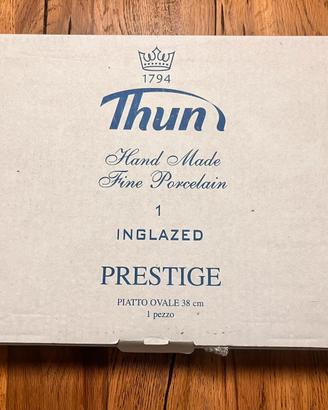 1794
Thun
Hand Made
Fine Porcelain
1
INGLAZED
PRESTIGE
PIATTO OVALE 38 cm
1 pezzo